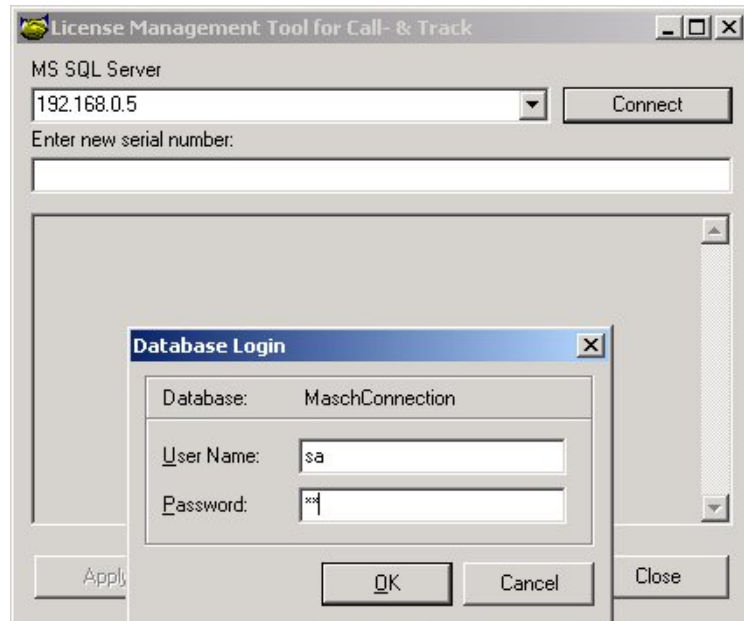 License Management Tool for Call- & Track
MS SQL Server
192.168.0.5
Connect
Enter new serial number:
Database Login
Database: MaschConnection
User Name: sa
Password: **
OK Cancel
Apply Close